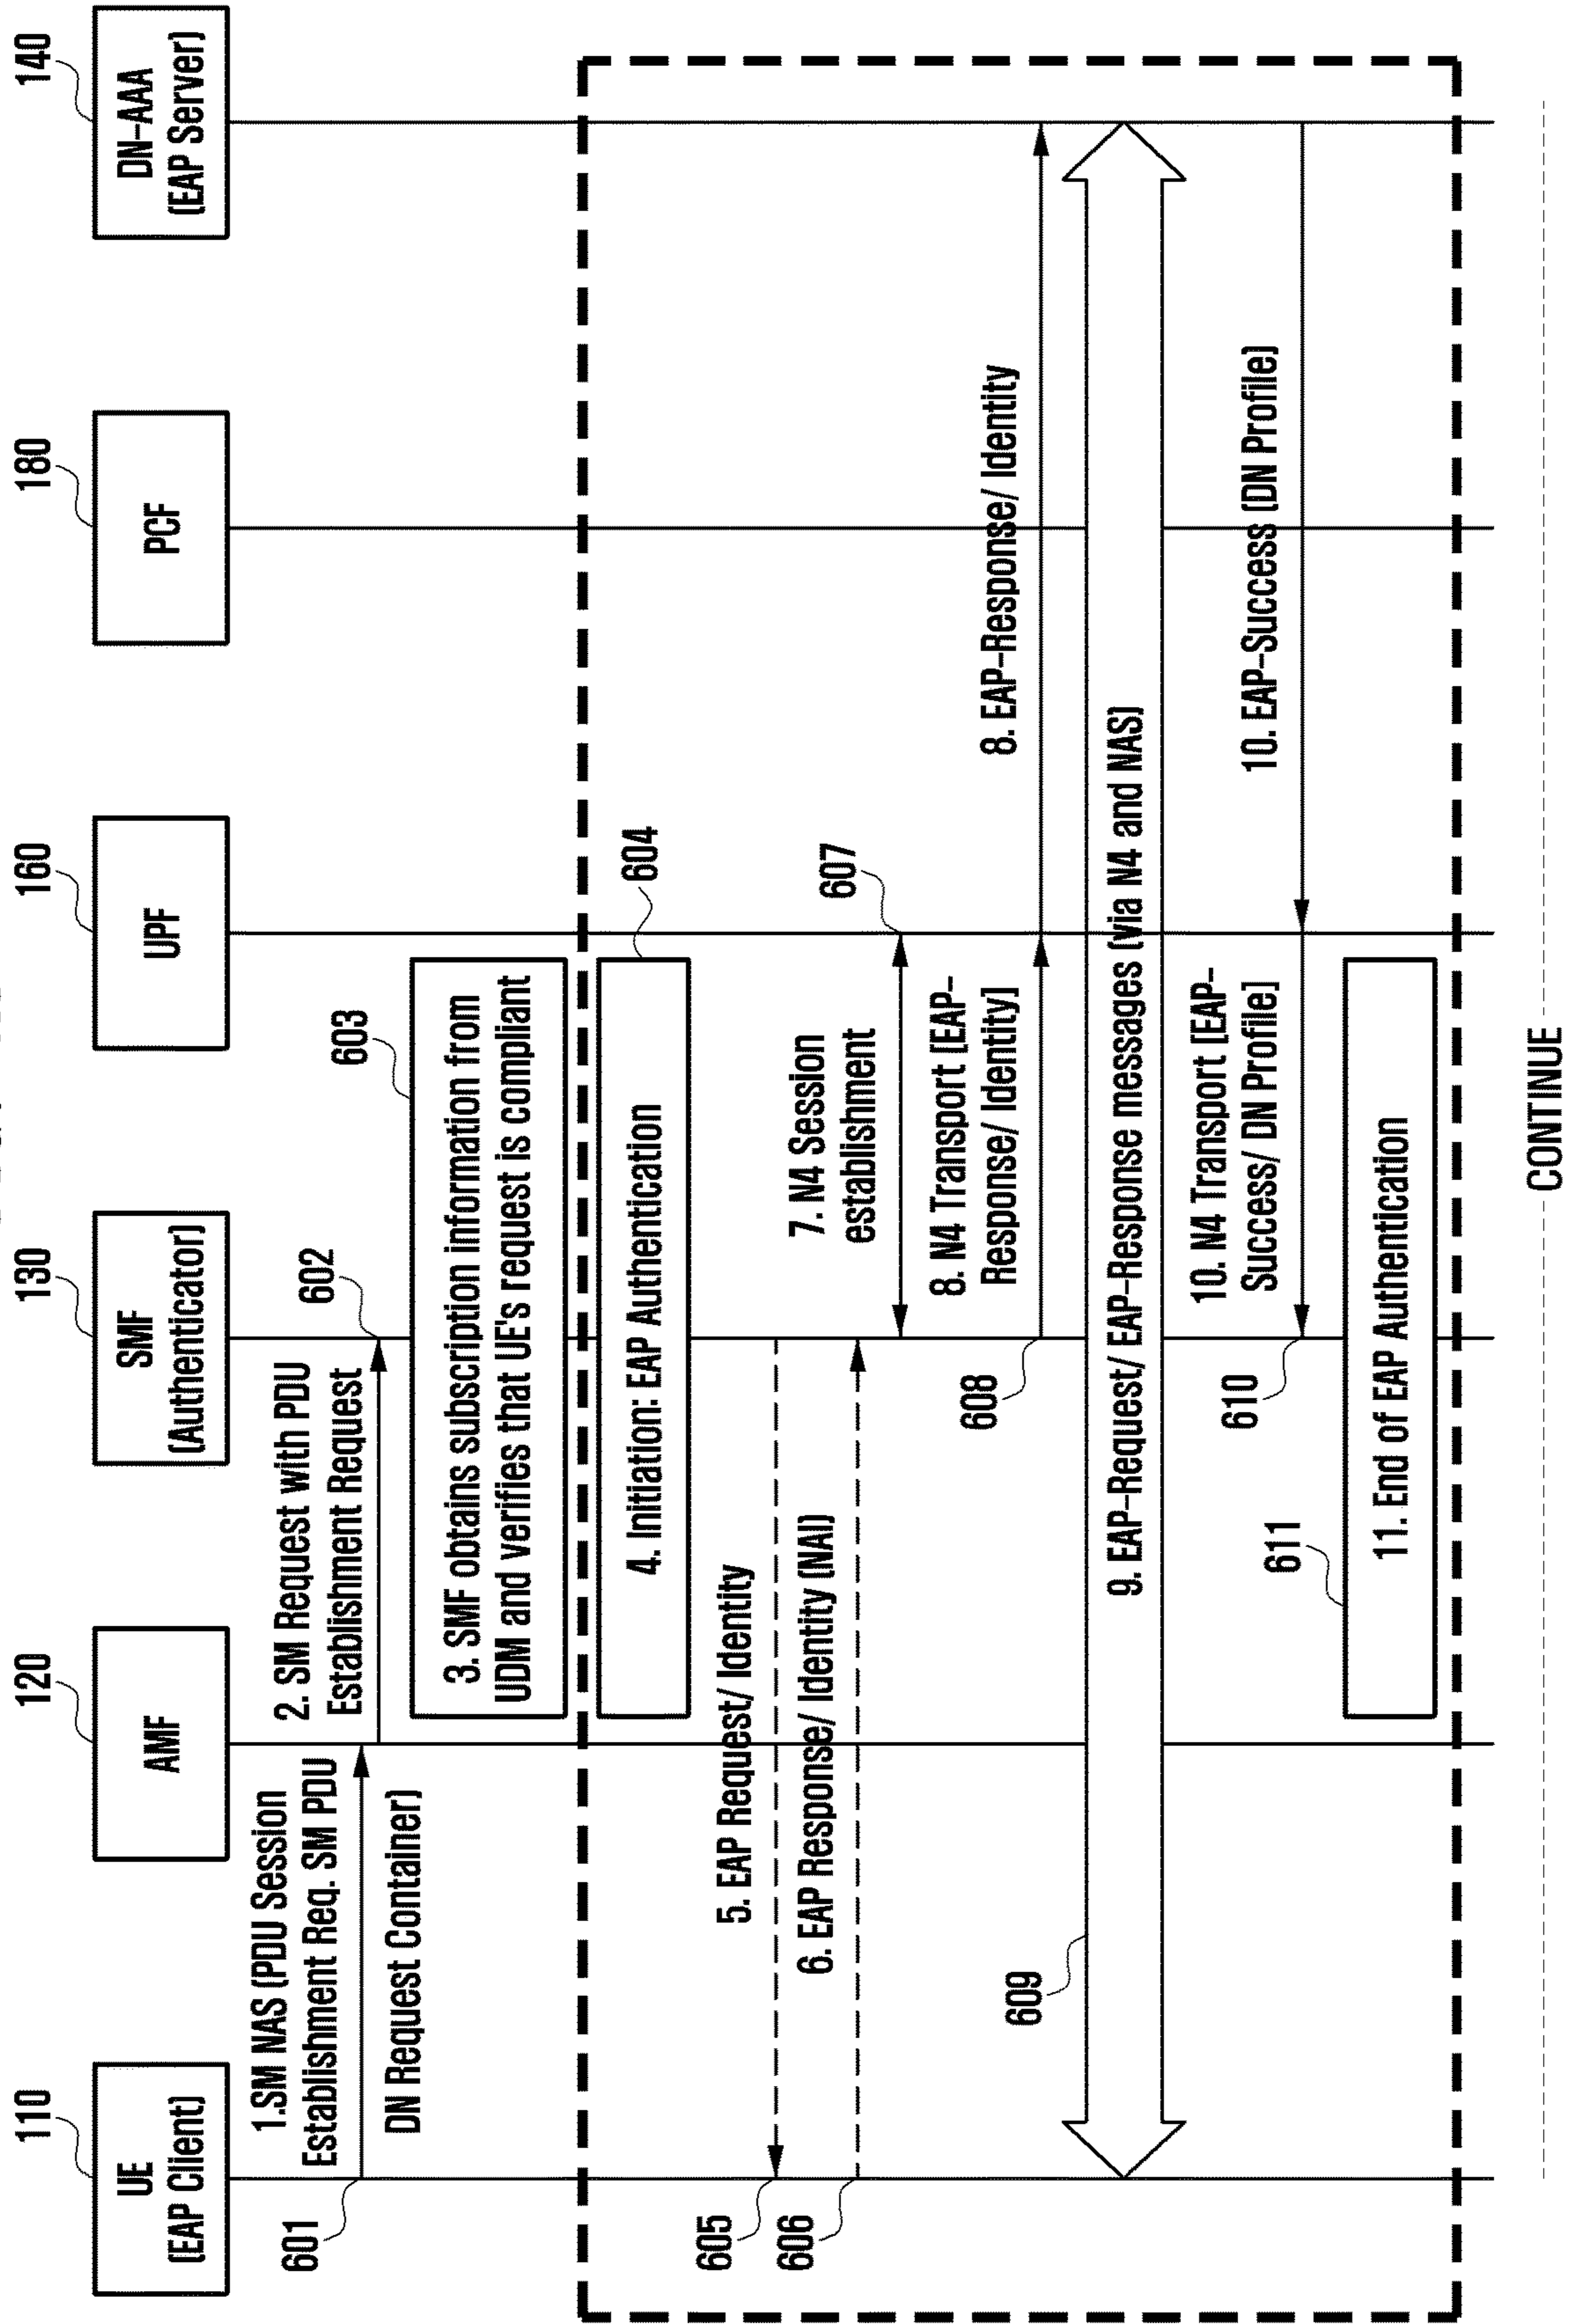 110
UE
(EAP Client)
120
AMF
130
SMF
(Authenticator)
160
UPF
180
PCF
140
DN-AAA
(EAP Server)
601
1.SM NAS (PDU Session
Establishment Req. SM PDU
DN Request Container)
2. SM Request with PDU
Establishment Request
602
603
3. SMF obtains subscription information from
UDM and verifies that UE's request is compliant
604
4. Initiation: EAP Authentication
605
5. EAP Request/ Identity
606
6. EAP Response/ Identity (NAI)
607
7. N4 Session
establishment
608
8. N4 Transport [EAP-
Response/ Identity]
8. EAP-Response/ Identity
609
9. EAP-Request/ EAP-Response messages (via N4 and NAS)
610
10. N4 Transport [EAP-
Success/ DN Profile]
10. EAP-Success (DN Profile)
611
11. End of EAP Authentication
CONTINUE